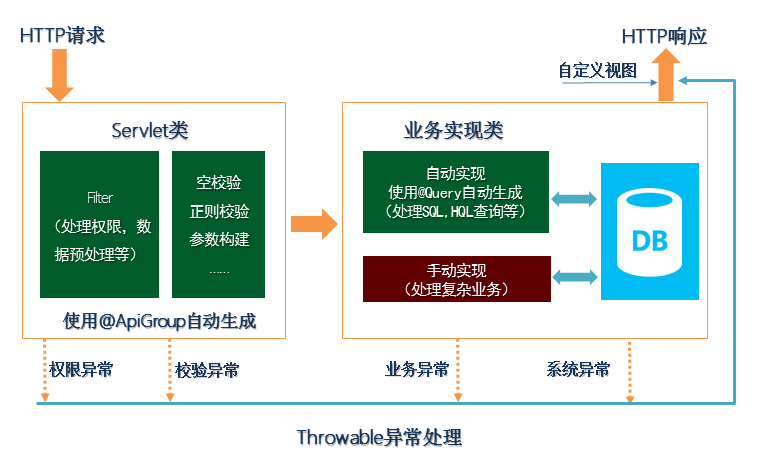 HTTP请求
HTTP响应
自定义视图
Servlet类
Filter
（处理权限，数
据预处理等）
空校验
正则校验
参数构建
......
使用@ApiGroup自动生成
业务实现类
自动实现
使用@Query自动生成
（处理SQL,HQL查询等）
手动实现
（处理复杂业务）
DB
权限异常
校验异常
业务异常
系统异常
Throwable异常处理